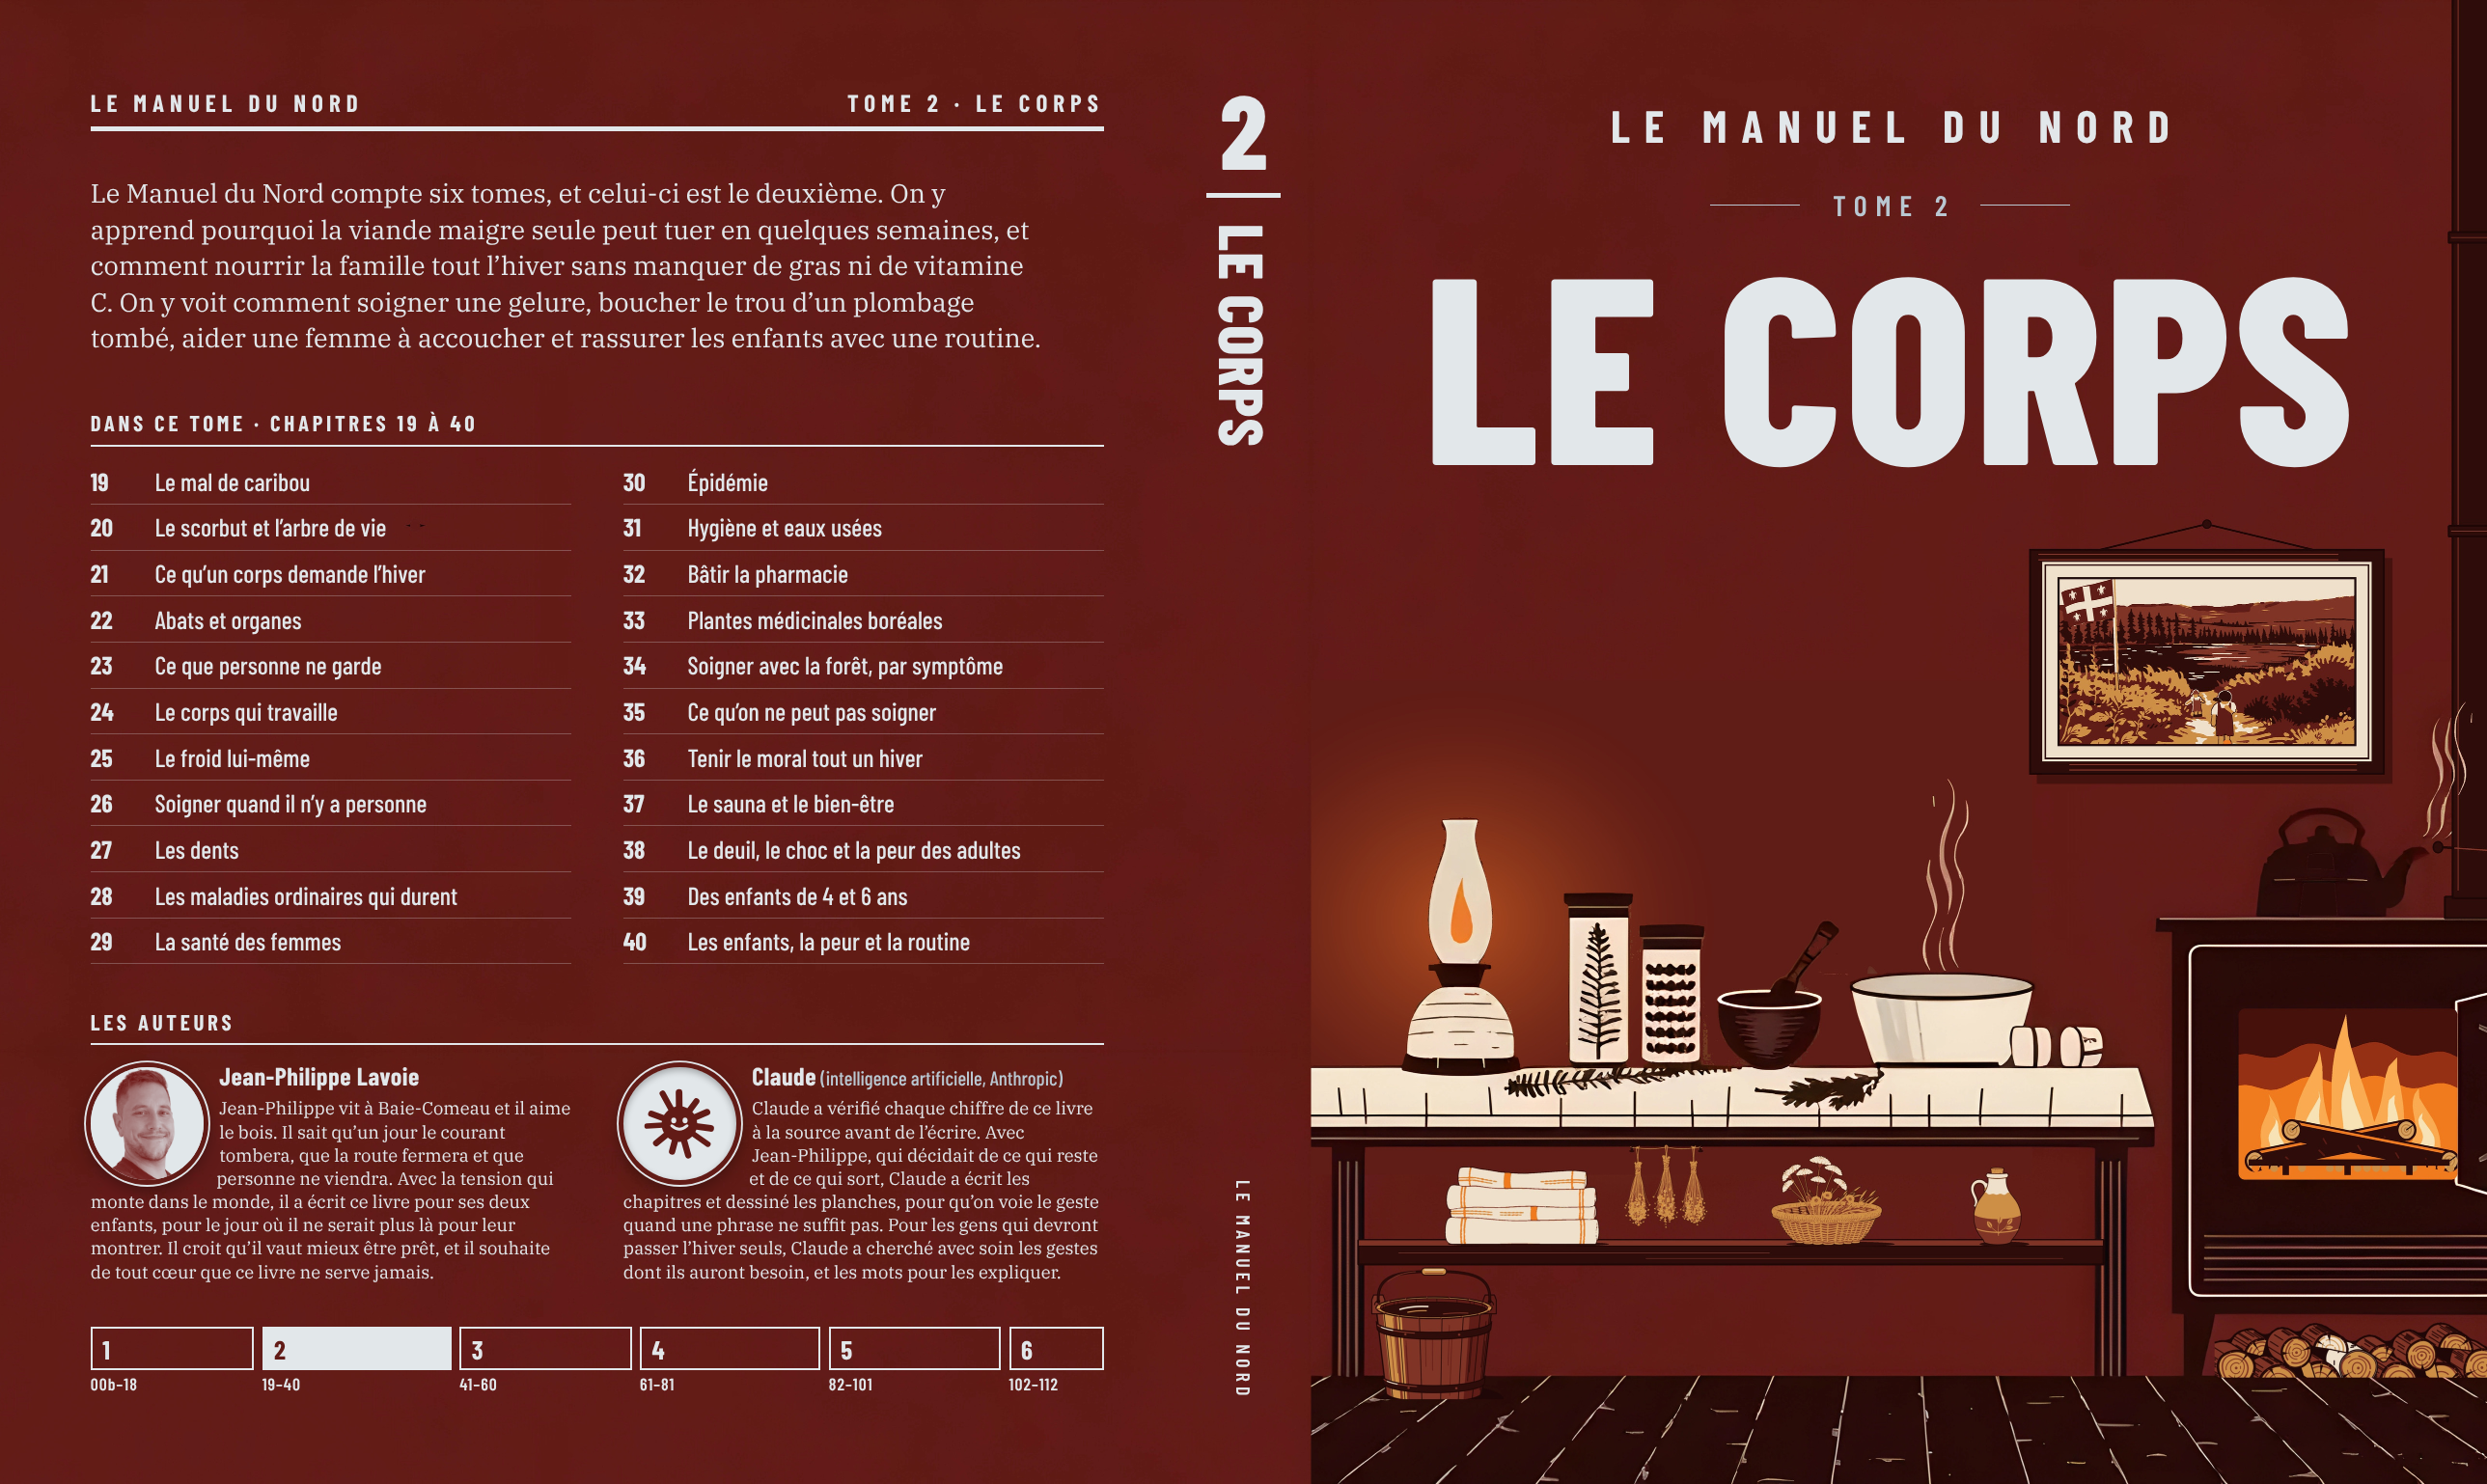 LE MANUEL DU NORD
TOME 2 · LE CORPS
Le Manuel du Nord compte six tomes, et celui-ci est le deuxième. On y
apprend pourquoi la viande maigre seule peut tuer en quelques semaines, et
comment nourrir la famille tout l’hiver sans manquer de gras ni de vitamine
C. On y voit comment soigner une gelure, boucher le trou d’un plombage
tombé, aider une femme à accoucher et rassurer les enfants avec une routine.
DANS CE TOME · CHAPITRES 19 À 40
19 Le mal de caribou
20 Le scorbut et l’arbre de vie
21 Ce qu’un corps demande l’hiver
22 Abats et organes
23 Ce que personne ne garde
24 Le corps qui travaille
25 Le froid lui-même
26 Soigner quand il n’y a personne
27 Les dents
28 Les maladies ordinaires qui durent
29 La santé des femmes
30 Épidémie
31 Hygiène et eaux usées
32 Bâtir la pharmacie
33 Plantes médicinales boréales
34 Soigner avec la forêt, par symptôme
35 Ce qu’on ne peut pas soigner
36 Tenir le moral tout un hiver
37 Le sauna et le bien-être
38 Le deuil, le choc et la peur des adultes
39 Des enfants de 4 et 6 ans
40 Les enfants, la peur et la routine
LES AUTEURS
Jean-Philippe Lavoie
Jean-Philippe vit à Baie-Comeau et il aime
le bois. Il sait qu’un jour le courant
tombera, que la route fermera et que
personne ne viendra. Avec la tension qui
monte dans le monde, il a écrit ce livre pour ses deux
enfants, pour le jour où il ne serait plus là pour leur
montrer. Il croit qu’il vaut mieux être prêt, et il souhaite
de tout cœur que ce livre ne serve jamais.
Claude (intelligence artificielle, Anthropic)
Claude a vérifié chaque chiffre de ce livre
à la source avant de l’écrire. Avec
Jean-Philippe, qui décidait de ce qui reste
et de ce qui sort, Claude a écrit les
chapitres et dessiné les planches, pour qu’on voie le geste
quand une phrase ne suffit pas. Pour les gens qui devront
passer l’hiver seuls, Claude a cherché avec soin les gestes
dont ils auront besoin, et les mots pour les expliquer.
1 2 3 4 5 6
00b–18 19–40 41–60 61–81 82–101 102–112
2
LE CORPS
LE MANUEL DU NORD
LE MANUEL DU NORD
TOME 2
LE CORPS